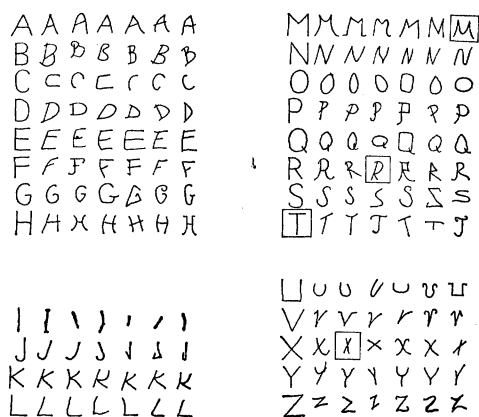 A A A A A A A
B B B B B B B
C C C C C C C
D D D D D D D
E E E E E E E
F F F F F F F
G G G G G G G
H H H H H H H
I I I I I I I
J J J J J J J
K K K K K K K
L L L L L L L
M M M M M M M
N N N N N N N
O O O O O O O
P P P P P P P
Q Q Q Q Q Q Q
R R R R R R R
S S S S S S S
T T T T T T T
U U U U U U U
V V V V V V V
X X X X X X X
Y Y Y Y Y Y Y
Z Z Z Z Z Z Z